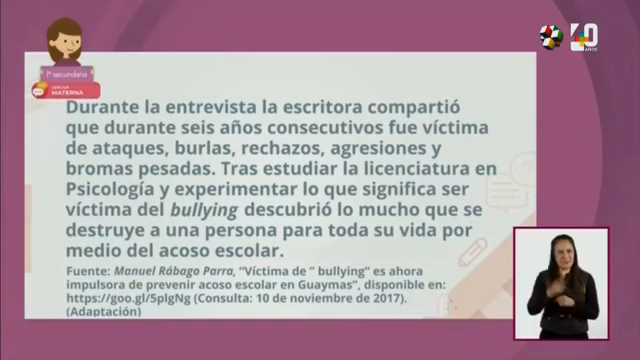 40
AÑOS
1° secundaria
LENGUA
MATERNA
Durante la entrevista la escritora compartió
que durante seis años consecutivos fue víctima
de ataques, burlas, rechazos, agresiones y
bromas pesadas. Tras estudiar la licenciatura en
Psicología y experimentar lo que significa ser
víctima del bullying descubrió lo mucho que se
destruye a una persona para toda su vida por
medio del acoso escolar.
Fuente: Manuel Rábago Parra, "Víctima de " bullying" es ahora
impulsora de prevenir acoso escolar en Guaymas", disponible en:
https://goo.gl/5plgNg (Consulta: 10 de noviembre de 2017).
(Adaptación)